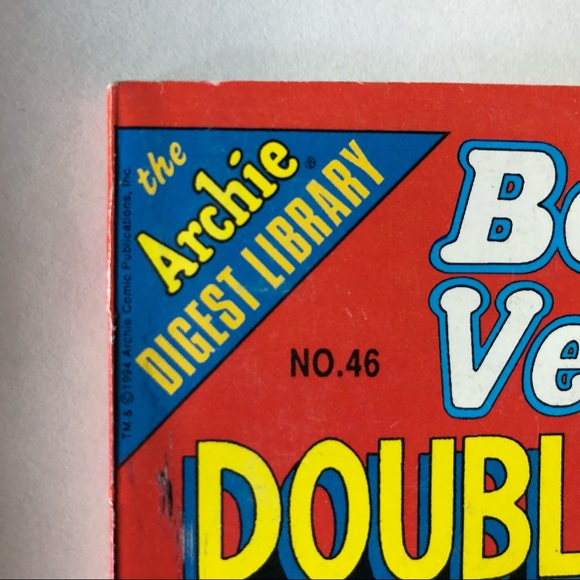 the
Archie®
DIGEST LIBRARY
TM & ©1994 Archie Comic Publications, Inc.
NO.46
Be
Ve
DOUBL